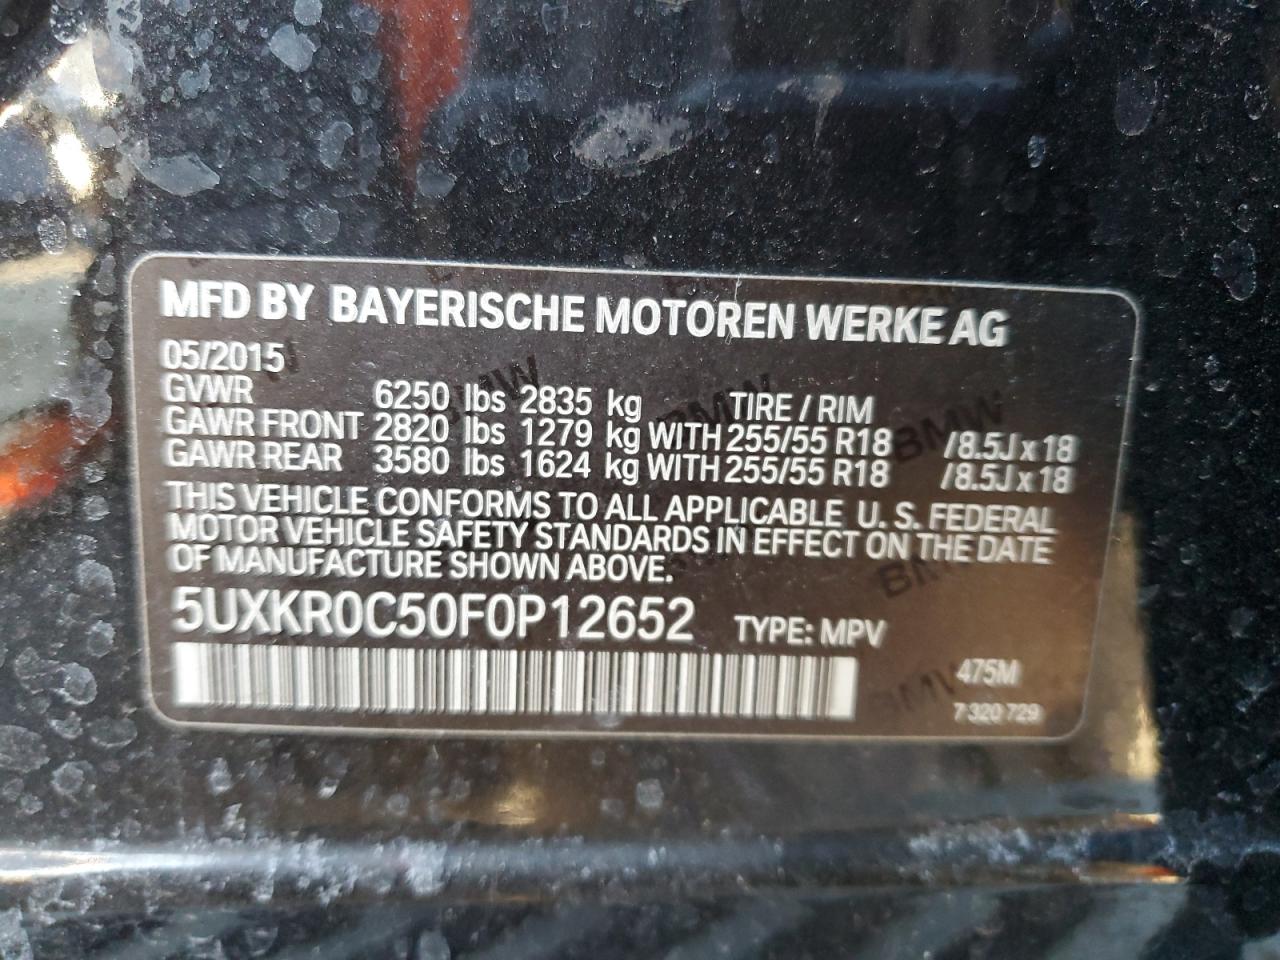 MFD BY BAYERISCHE MOTOREN WERKE AG
05/2015
GVWR 6250 lbs 2835 kg TIRE / RIM
GAWR FRONT 2820 lbs 1279 kg WITH 255/55 R18 /8.5J x 18
GAWR REAR 3580 lbs 1624 kg WITH 255/55 R18 /8.5J x 18
THIS VEHICLE CONFORMS TO ALL APPLICABLE U. S. FEDERAL
MOTOR VEHICLE SAFETY STANDARDS IN EFFECT ON THE DATE
OF MANUFACTURE SHOWN ABOVE.
5UXKR0C50F0P12652 TYPE: MPV
475M
7 320 729